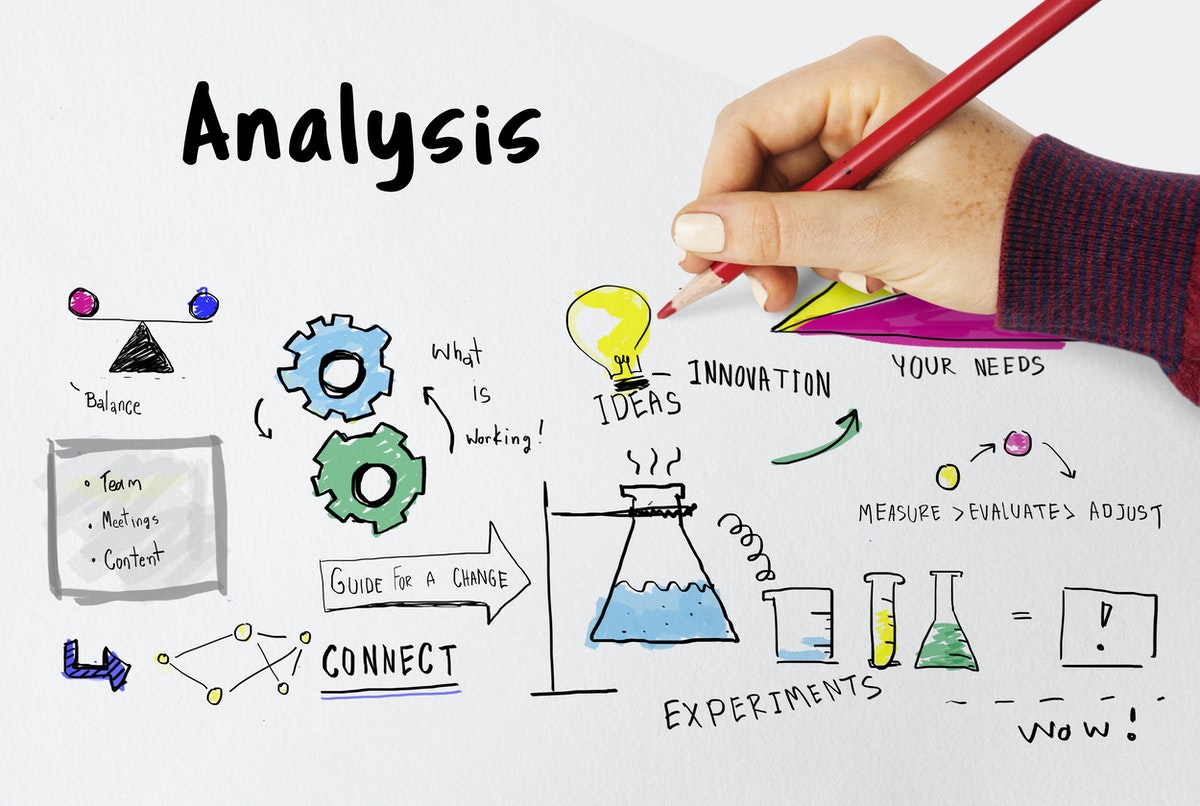 Analysis
Balance
What
is
Working!
IDEAS
– INNOVATION
YOUR NEEDS
• Team
• Meetings
• Content
MEASURE > EVALUATE > ADJUST
GUIDE FOR A CHANGE
CONNECT
=
!
EXPERIMENTS
WOW!